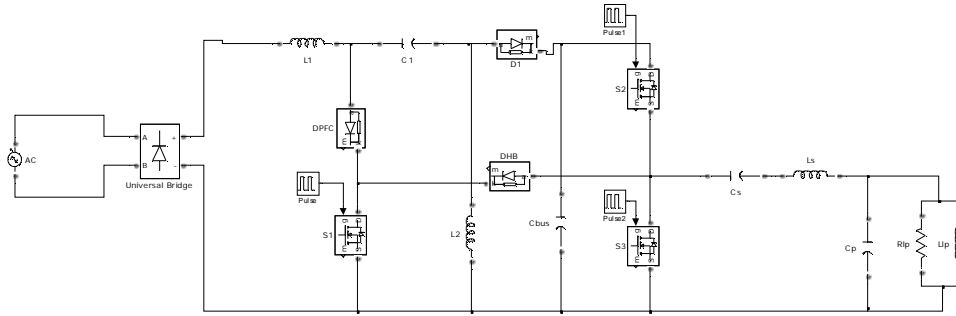 Pulse1
L1
C1
m
D1
g
D
S2
m
S
DPFC
m
AC
A
B
+
-
Universal Bridge
DHB
m
Pulse
g
D
S1
m
S
L2
Cbus
Pulse2
g
D
S3
m
S
Cs
Ls
Cp
Rlp
Llp